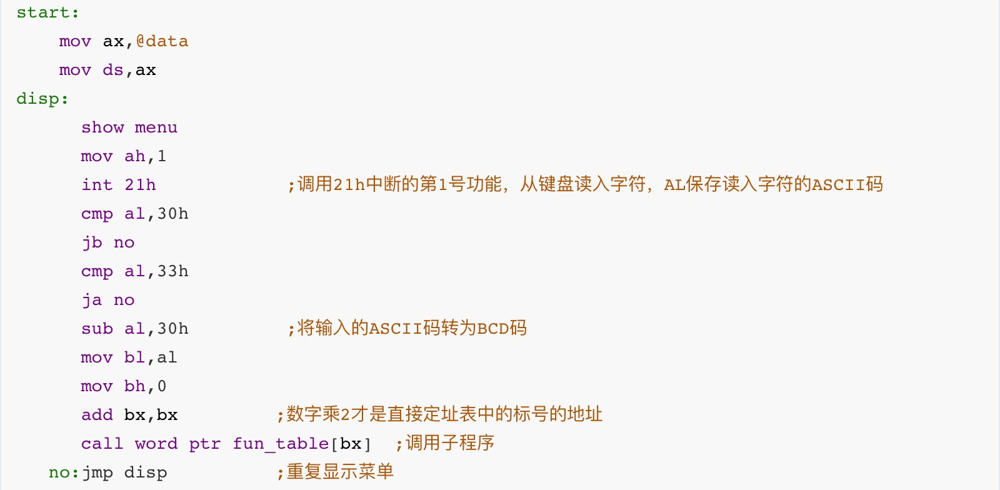 start:
    mov ax,@data
    mov ds,ax
disp:
      show menu
      mov ah,1
      int 21h            ;调用21h中断的第1号功能，从键盘读入字符，AL保存读入字符的ASCII码
      cmp al,30h
      jb no
      cmp al,33h
      ja no
      sub al,30h         ;将输入的ASCII码转为BCD码
      mov bl,al
      mov bh,0
      add bx,bx         ;数字乘2才是直接定址表中的标号的地址
      call word ptr fun_table[bx]  ;调用子程序
   no:jmp disp          ;重复显示菜单